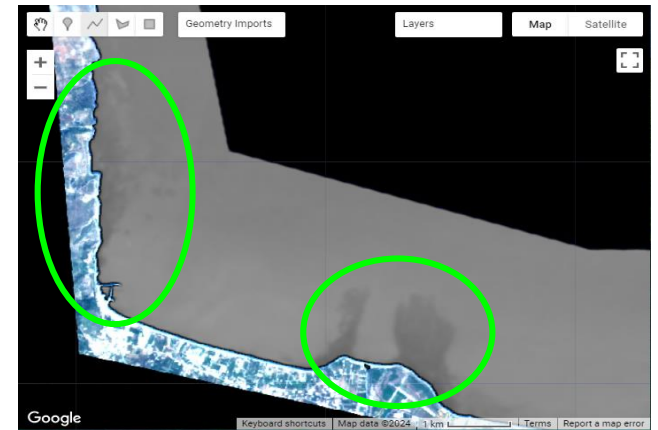 Geometry Imports
Layers
Map Satellite
+
−
Google
Keyboard shortcuts Map data ©2024 1 km Terms Report a map error